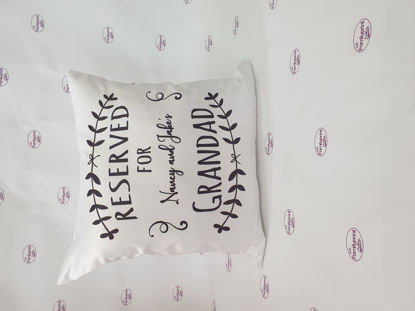 RESERVED
FOR
Nancy and Jake's
GRANDAD